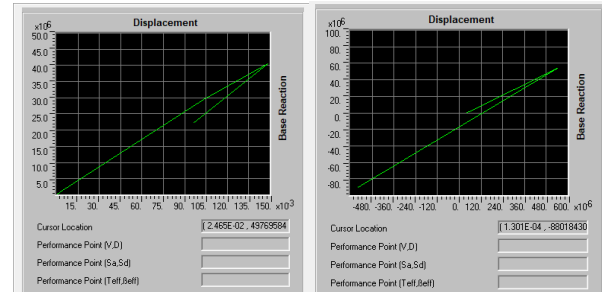 Displacement
x10^6
50.0
45.0
40.0
35.0
30.0
25.0
20.0
15.0
10.0
5.0
Base Reaction
15. 30. 45. 60. 75. 90. 105. 120. 135. 150. x10^-3
Cursor Location
( 2.465E-02 , 49769584
Performance Point (V,D)
Performance Point (Sa,Sd)
Performance Point (Teff,ßeff)
Displacement
x10^6
100.
80.
60.
40.
20.
0.
-20.
-40.
-60.
-80.
Base Reaction
-480. -360. -240. -120. 0. 120. 240. 360. 480. 600. x10^-6
Cursor Location
( 1.301E-04 , -88018430
Performance Point (V,D)
Performance Point (Sa,Sd)
Performance Point (Teff,ßeff)